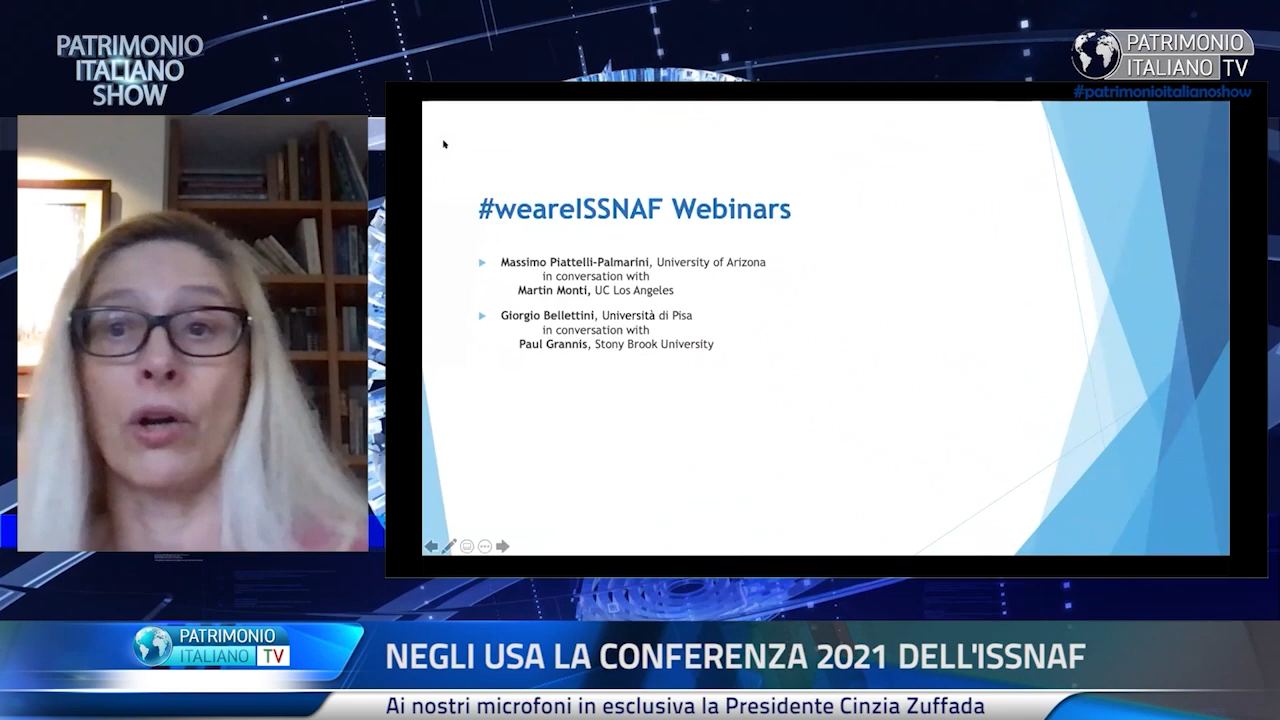 PATRIMONIO
ITALIANO
SHOW
PATRIMONIO
ITALIANO TV
#patrimonioitalianoshow
#weareISSNAF Webinars
Massimo Piattelli-Palmarini, University of Arizona
in conversation with
Martin Monti, UC Los Angeles
Giorgio Bellettini, Università di Pisa
in conversation with
Paul Grannis, Stony Brook University
PATRIMONIO
ITALIANO TV
NEGLI USA LA CONFERENZA 2021 DELL'ISSNAF
Ai nostri microfoni in esclusiva la Presidente Cinzia Zuffada